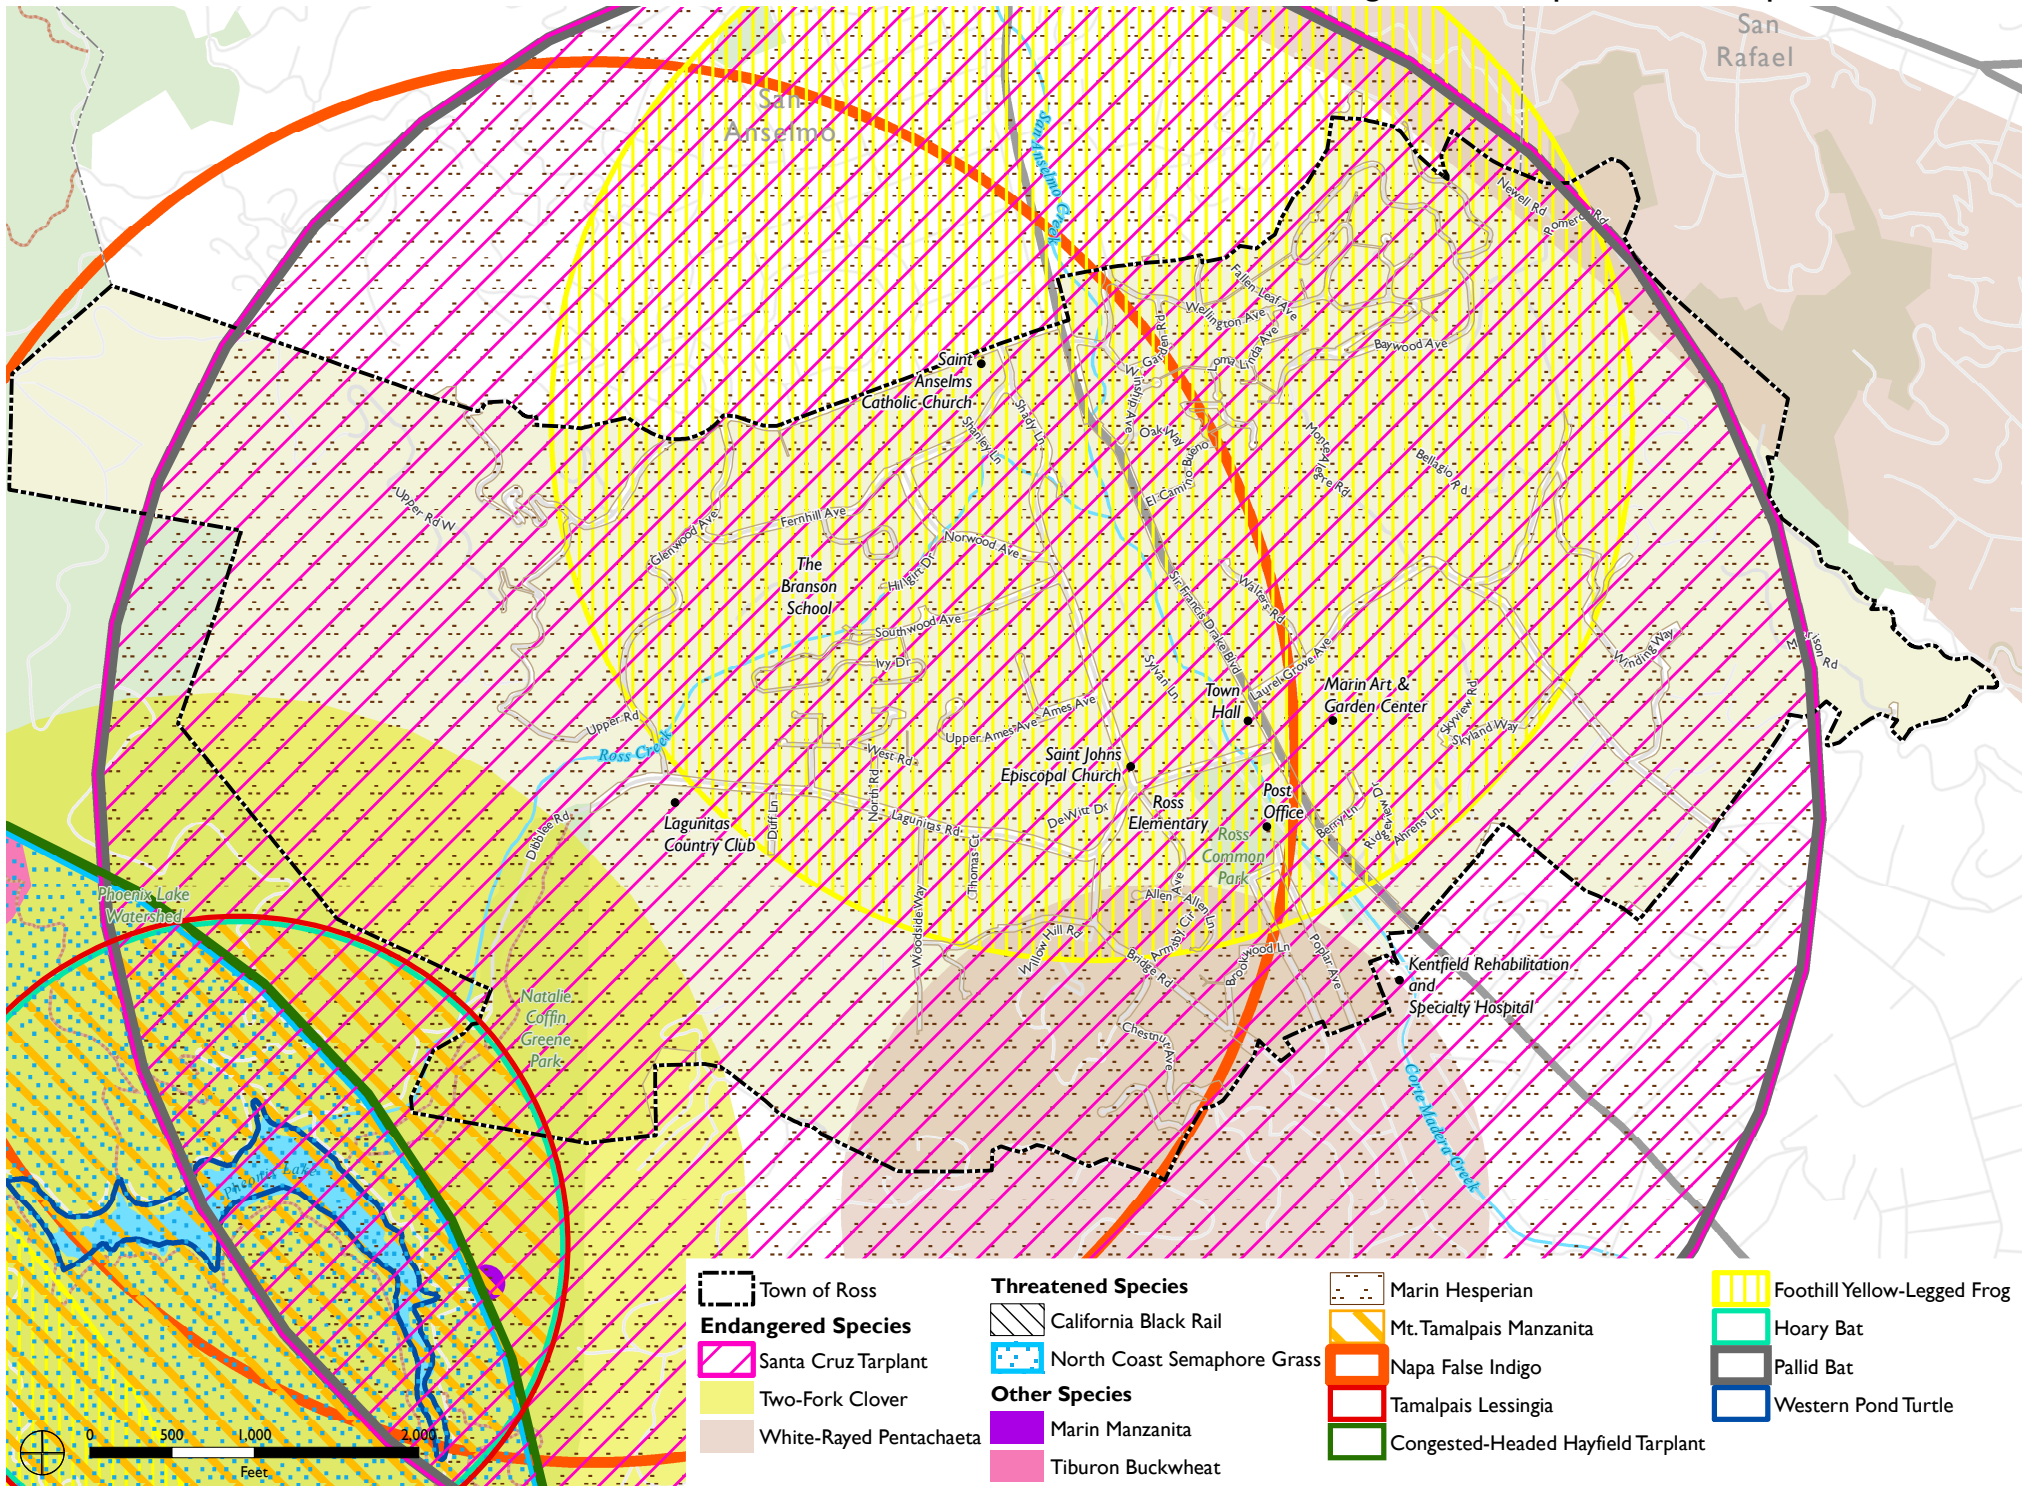 San
Rafael
San
Anselmo
San Anselmo Creek
Newell Rd
Fallen Leaf Ave
Wellington Ave
Garden Rd
Baywood Ave
Saint
Anselms
Catholic Church
Shady Ln
Shanley Ln
Winship Ave
Oak Way
El Camino Bueno
Monte Alegre Rd
Bellagio Rd
Upper Rd W
Glenwood Ave
Fernhill Ave
Norwood Ave
The
Branson
School
Hillgirt Dr
Southwood Ave
Ivy Dr
Sir Francis Drake Blvd
Walters Rd
Laurel Grove Ave
Winding Way
Sylvan Ln
Town
Hall
Marin Art &
Garden Center
Skyview Rd
Skyland Way
Upper Rd
Ross Creek
Ames Ave
Upper Ames Ave
West Rd
North Rd
Saint Johns
Episcopal Church
Lagunitas
Country Club
Duff Ln
Lagunitas Rd
De Witt Dr
Ross
Elementary
Post
Office
Ross
Common
Park
Berry Ln
Ridgeview Dr
Ahrens Ln
Dibblee Rd
Thomas Ct
Woodside Way
Phoenix Lake
Watershed
Allen Ave
Allen Ln
Armsby Cir
Willow Hill Rd
Bridge Rd
Brookwood Ln
Poplar Ave
Kentfield Rehabilitation
and
Specialty Hospital
Natalie
Coffin
Greene
Park
Chestnut Ave
Corte Madera Creek
Town of Ross
Endangered Species
Santa Cruz Tarplant
Two-Fork Clover
White-Rayed Pentachaeta
Threatened Species
California Black Rail
North Coast Semaphore Grass
Other Species
Marin Manzanita
Tiburon Buckwheat
Marin Hesperian
Mt. Tamalpais Manzanita
Napa False Indigo
Tamalpais Lessingia
Congested-Headed Hayfield Tarplant
Foothill Yellow-Legged Frog
Hoary Bat
Pallid Bat
Western Pond Turtle
0 500 1,000 2,000
Feet